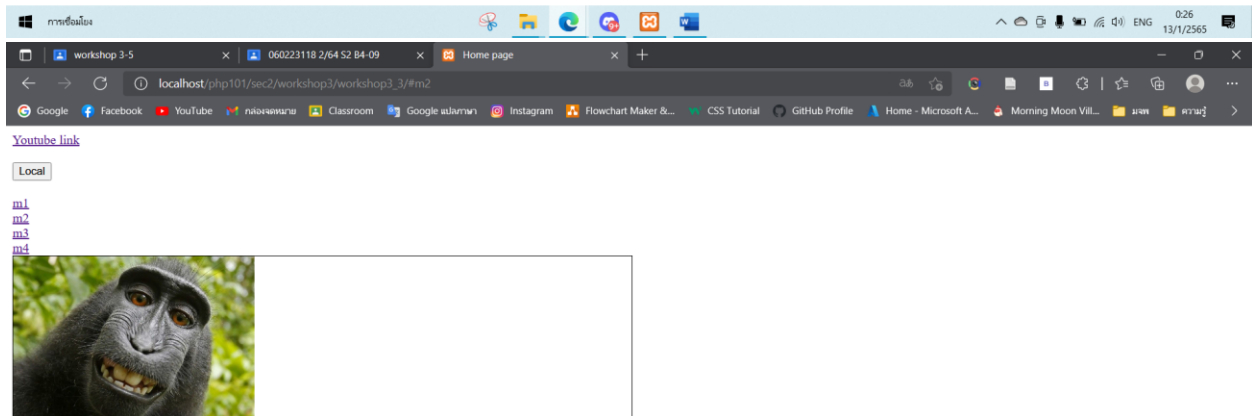 การเชื่อมโยง
ENG
0:26
13/1/2565
workshop 3-5
060223118 2/64 S2 B4-09
Home page
localhost/php101/sec2/workshop3/workshop3_3/#m2
Google Facebook YouTube กล่องจดหมาย Classroom Google แปลภาษา Instagram Flowchart Maker &... CSS Tutorial GitHub Profile Home - Microsoft A... Morning Moon Vill... มจพ ความรู้
Youtube link
Local
m1
m2
m3
m4